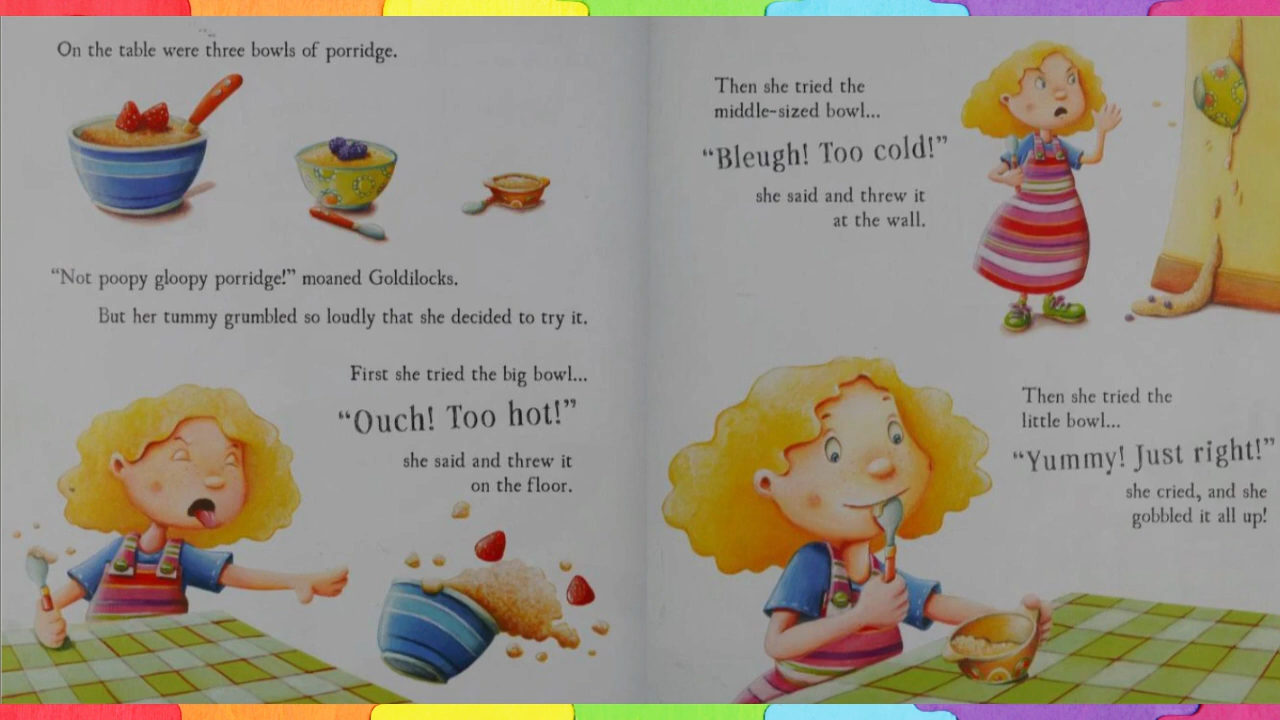 On the table were three bowls of porridge.
“Not poopy gloopy porridge!” moaned Goldilocks.
But her tummy grumbled so loudly that she decided to try it.
First she tried the big bowl...
“Ouch! Too hot!”
she said and threw it
on the floor.
Then she tried the
middle-sized bowl...
“Bleugh! Too cold!”
she said and threw it
at the wall.
Then she tried the
little bowl...
“Yummy! Just right!”
she cried, and she
gobbled it all up!